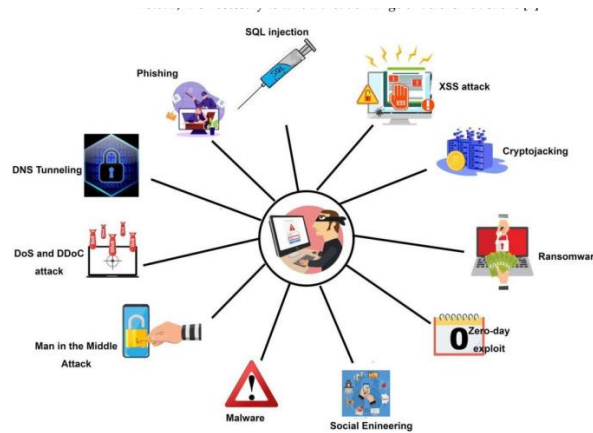 SQL injection
Phishing
XSS attack
Cryptojacking
DNS Tunneling
DoS and DDoC
attack
Ransomwar
Man in the Middle
Attack
0
Zero-day
exploit
Malware
Social Enineering